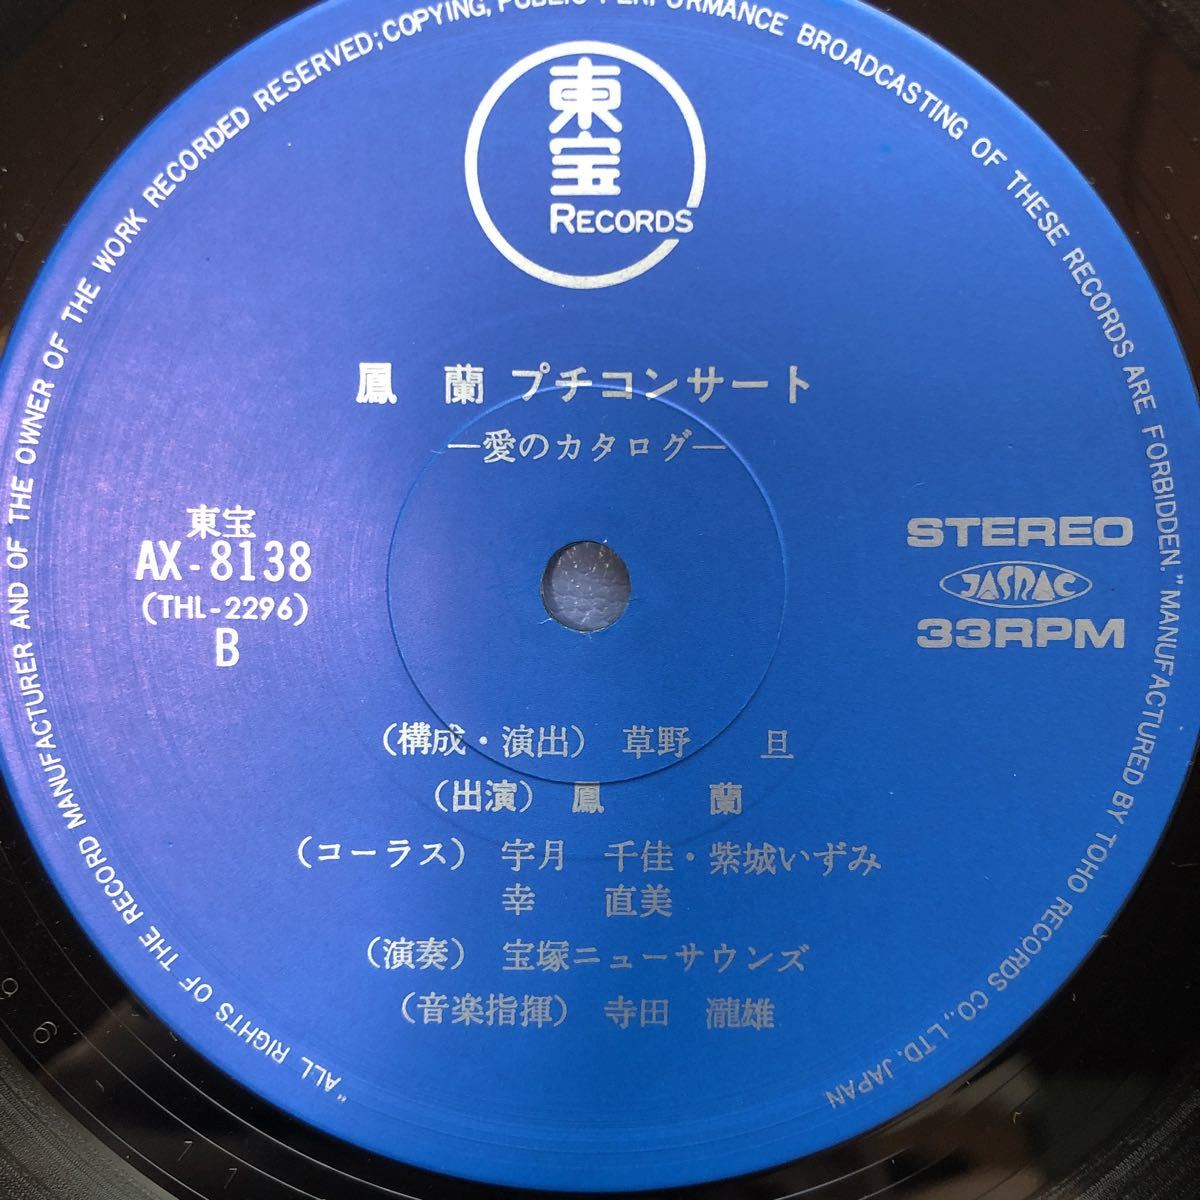 東宝
RECORDS
鳳 蘭 プチコンサート
―愛のカタログ―
東宝
AX-8138
(THL-2296)
B
STEREO
JASRAC
33RPM
(構成・演出) 草野 旦
(出演) 鳳 蘭
(コーラス) 宇月 千佳・紫城いずみ
幸 直美
(演奏) 宝塚ニューサウンズ
(音楽指揮) 寺田 瀧雄
"ALL RIGHTS OF THE RECORD MANUFACTURER AND OF THE OWNER OF THE WORK RECORDED RESERVED; COPYING, PUBLIC PERFORMANCE BROADCASTING OF THESE RECORDS ARE FORBIDDEN." MANUFACTURED BY TOHO RECORDS CO., LTD. JAPAN